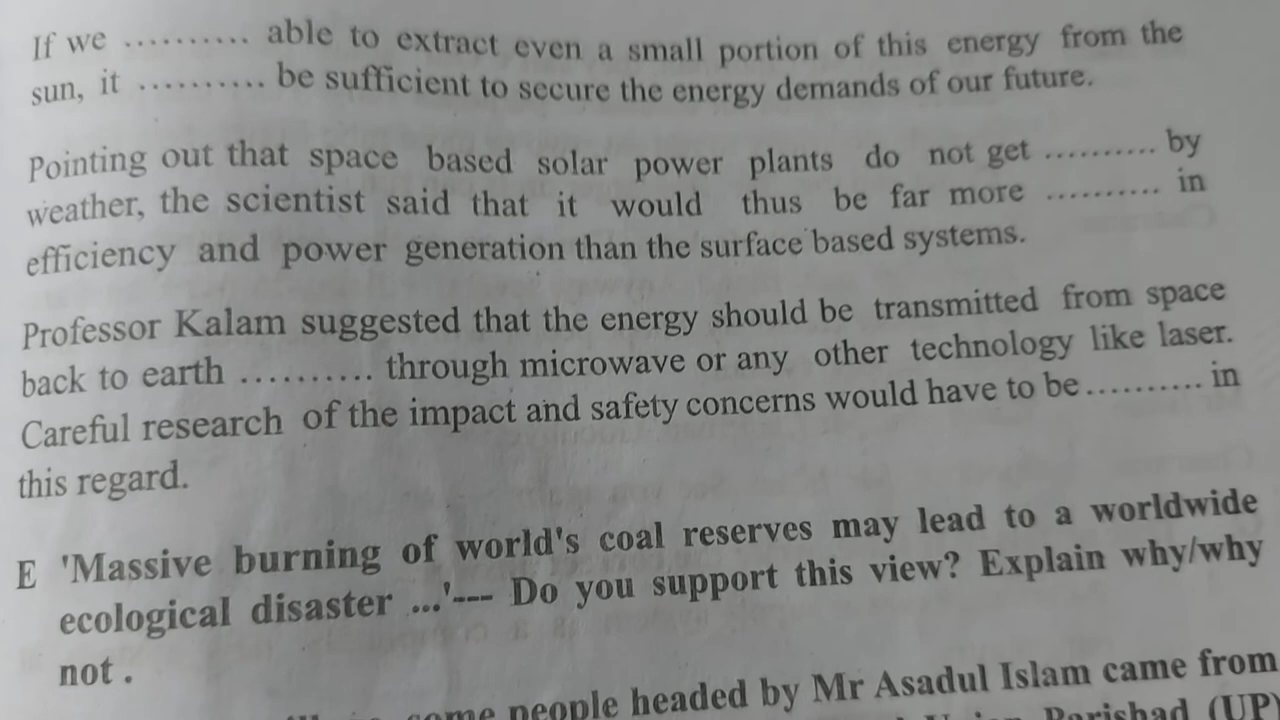 If we .......... able to extract even a small portion of this energy from the
sun, it .......... be sufficient to secure the energy demands of our future.
Pointing out that space based solar power plants do not get .......... by
weather, the scientist said that it would thus be far more .......... in
efficiency and power generation than the surface based systems.
Professor Kalam suggested that the energy should be transmitted from space
back to earth .......... through microwave or any other technology like laser.
Careful research of the impact and safety concerns would have to be .......... in
this regard.
E 'Massive burning of world's coal reserves may lead to a worldwide
ecological disaster ...'--- Do you support this view? Explain why/why
not .
some people headed by Mr Asadul Islam came from
Parishad (UP)